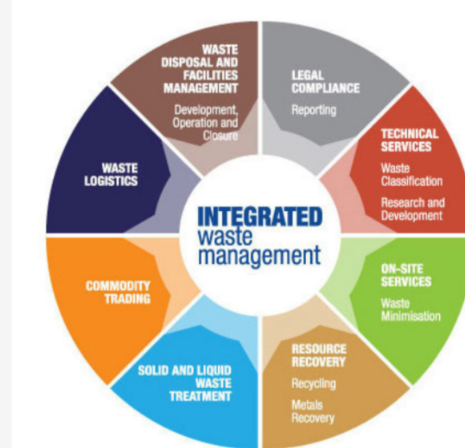 WASTE
DISPOSAL AND
FACILITIES
MANAGEMENT
Development,
Operation and
Closure
LEGAL
COMPLIANCE
Reporting
TECHNICAL
SERVICES
Waste
Classification
Research and
Development
ON-SITE
SERVICES
Waste
Minimisation
RESOURCE
RECOVERY
Recycling
Metals
Recovery
SOLID AND LIQUID
WASTE
TREATMENT
COMMODITY
TRADING
WASTE
LOGISTICS
INTEGRATED
waste
management